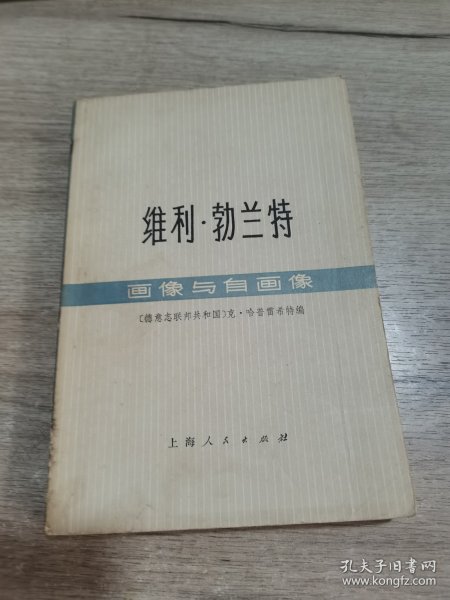 维利·勃兰特
画像与自画像
〔德意志联邦共和国〕克·哈普雷希特编
上海人民出版社
孔夫子旧书网
www.kongfz.com